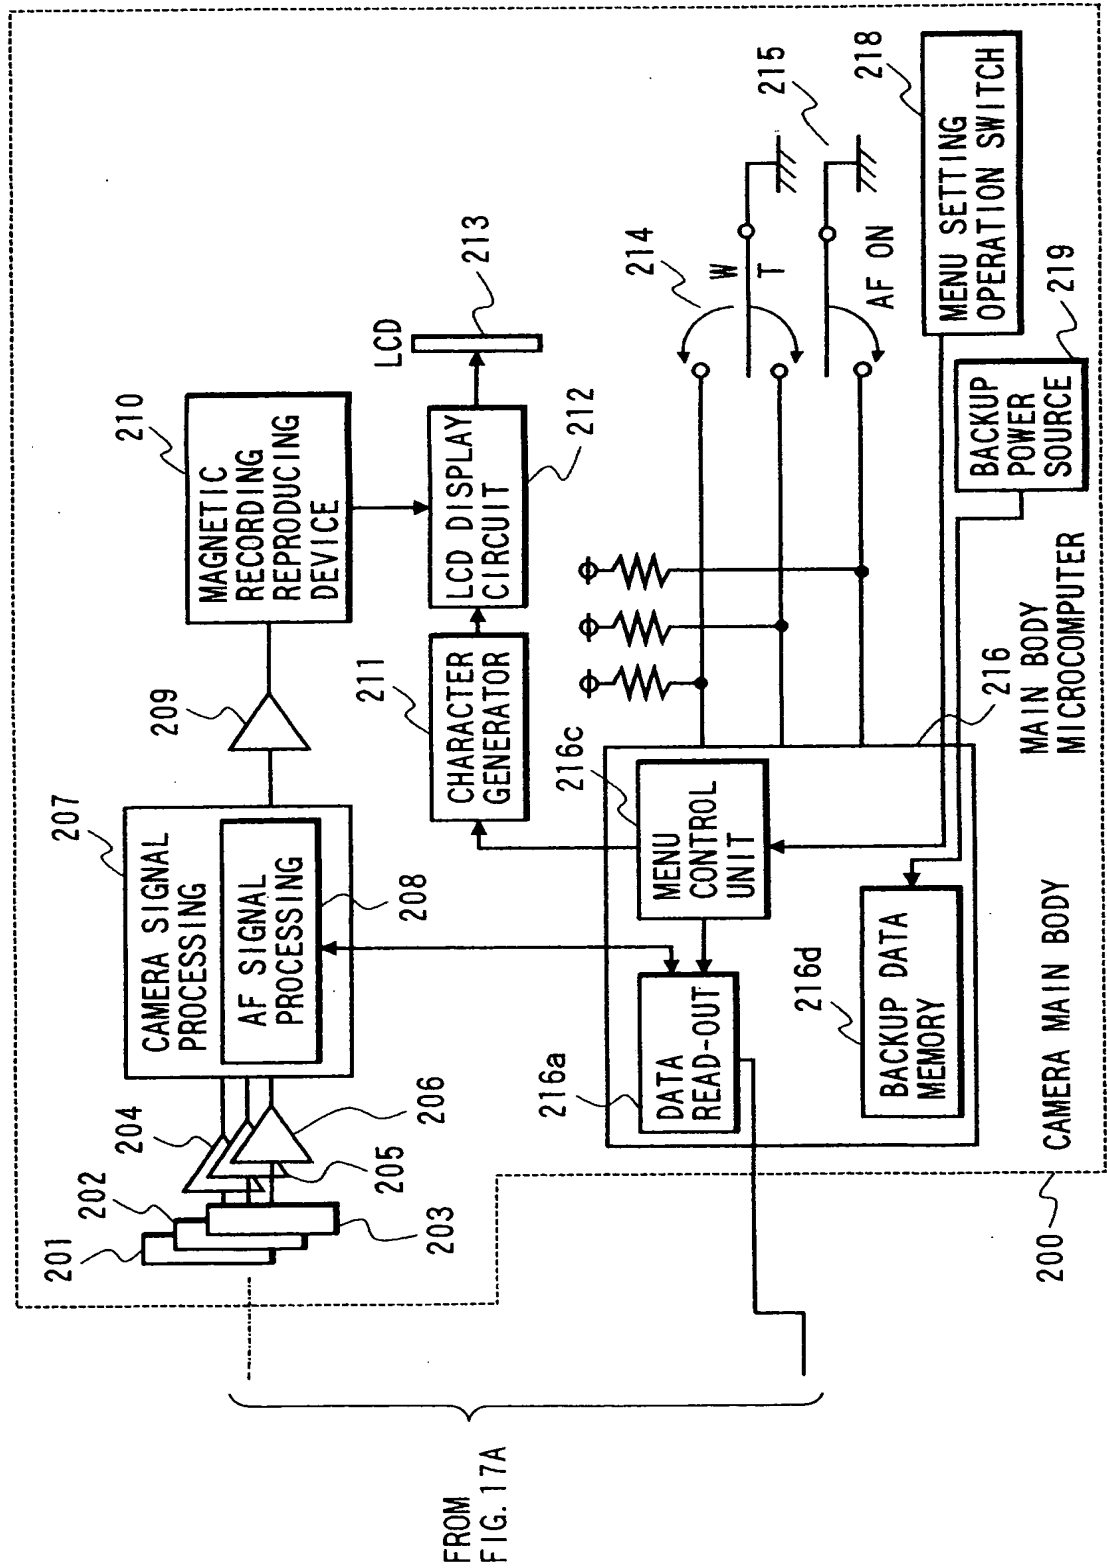 201
202
203
204
205
206
207
CAMERA SIGNAL
PROCESSING
AF SIGNAL
PROCESSING
208
209
210
MAGNETIC
RECORDING
REPRODUCING
DEVICE
211
CHARACTER
GENERATOR
LCD DISPLAY
CIRCUIT
212
LCD
213
214
W
T
215
AF ON
218
MENU SETTING
OPERATION SWITCH
219
BACKUP
POWER
SOURCE
216a
DATA
READ-OUT
216c
MENU
CONTROL
UNIT
216d
BACKUP DATA
MEMORY
216
MAIN BODY
MICROCOMPUTER
200
CAMERA MAIN BODY
FROM
FIG. 17A